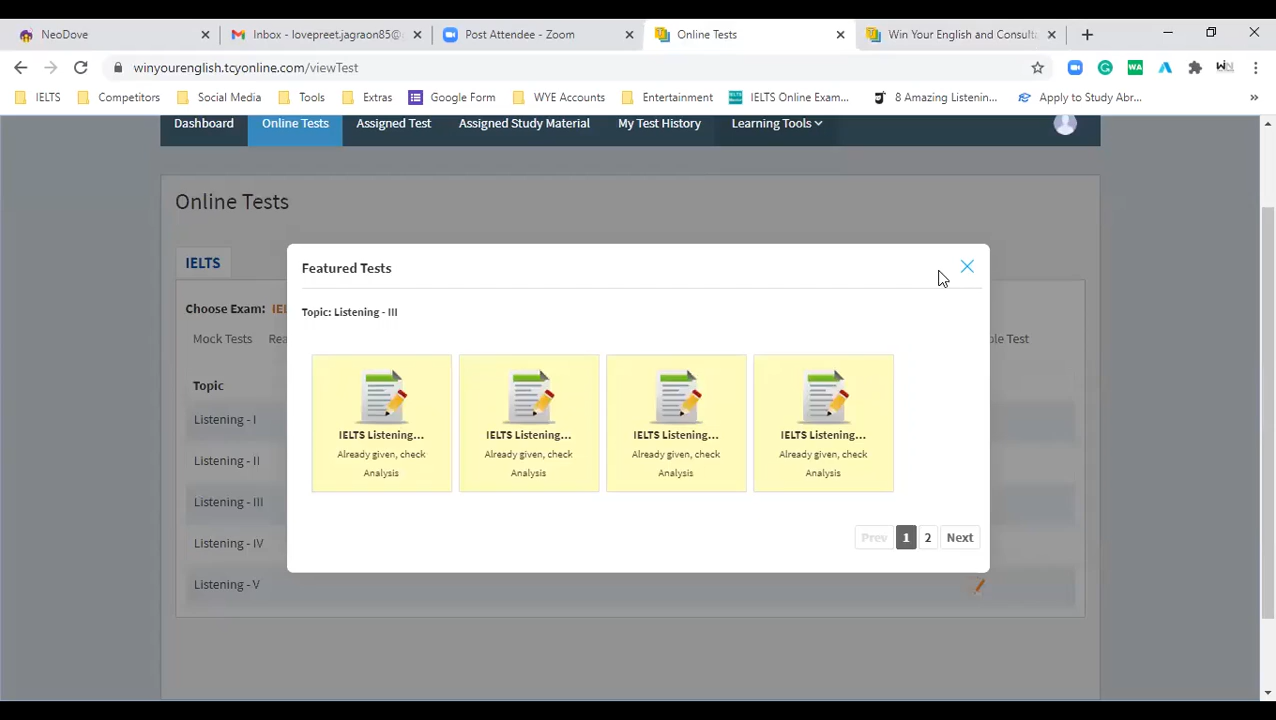 NeoDove
Inbox - lovepreet.jagraon85@
Post Attendee - Zoom
Online Tests
Win Your English and Consulta
winyourenglish.tcyonline.com/viewTest
IELTS
Competitors
Social Media
Tools
Extras
Google Form
WYE Accounts
Entertainment
IELTS Online Exam...
8 Amazing Listenin...
Apply to Study Abr...
Dashboard
Online Tests
Assigned Test
Assigned Study Material
My Test History
Learning Tools
Online Tests
IELTS
Choose Exam:
Mock Tests
Topic
Listening - I
Listening - II
Listening - III
Listening - IV
Listening - V
Featured Tests
Topic: Listening - III
IELTS Listening...
Already given, check
Analysis
IELTS Listening...
Already given, check
Analysis
IELTS Listening...
Already given, check
Analysis
IELTS Listening...
Already given, check
Analysis
Prev 1 2 Next
Test